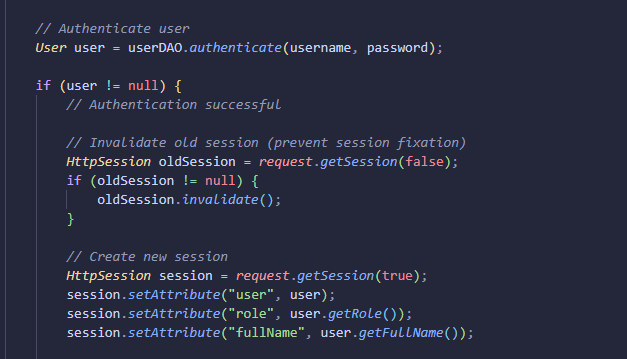 // Authenticate user
User user = userDAO.authenticate(username, password);
if (user != null) {
// Authentication successful
// Invalidate old session (prevent session fixation)
HttpSession oldSession = request.getSession(false);
if (oldSession != null) {
oldSession.invalidate();
}
// Create new session
HttpSession session = request.getSession(true);
session.setAttribute("user", user);
session.setAttribute("role", user.getRole());
session.setAttribute("fullName", user.getFullName());